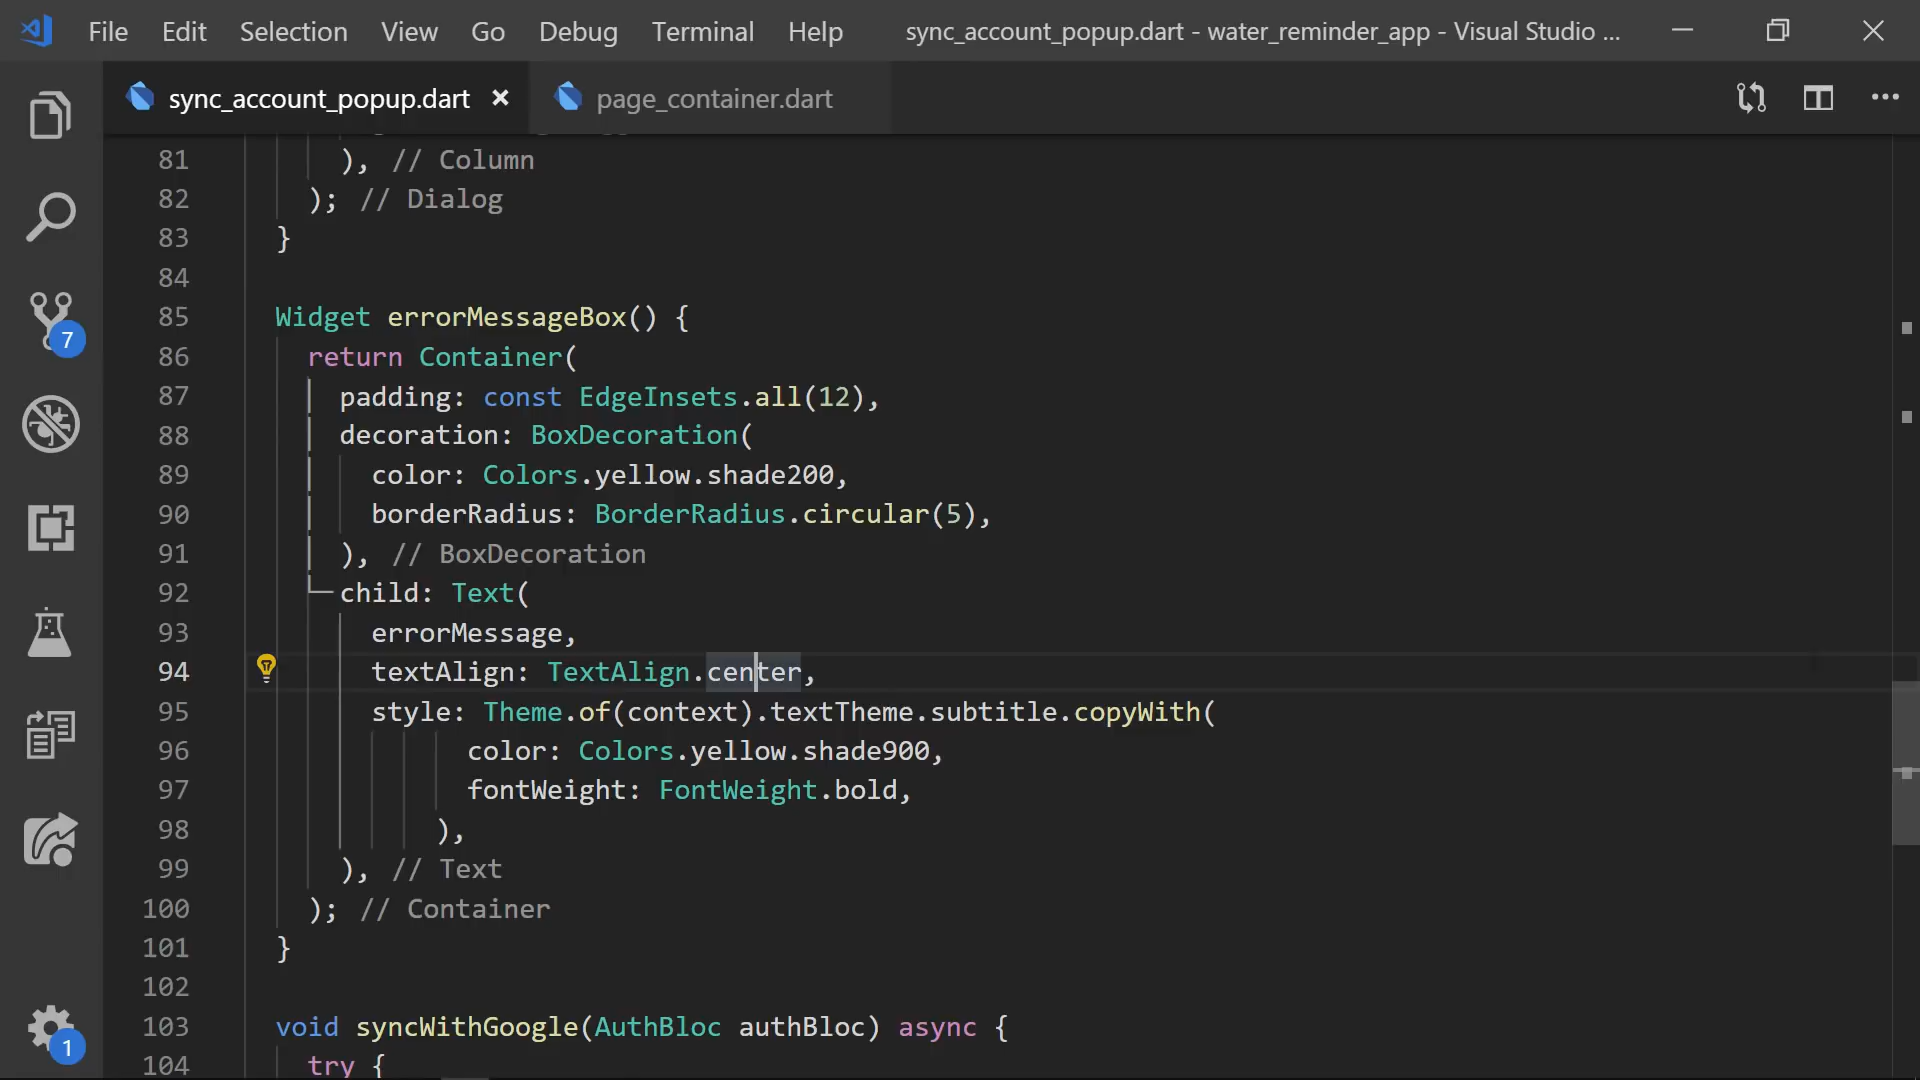 File Edit Selection View Go Debug Terminal Help sync_account_popup.dart - water_reminder_app - Visual Studio ...
sync_account_popup.dart × page_container.dart
81 ), // Column
82 ); // Dialog
83 }
84
85 Widget errorMessageBox() {
86 return Container(
87 padding: const EdgeInsets.all(12),
88 decoration: BoxDecoration(
89 color: Colors.yellow.shade200,
90 borderRadius: BorderRadius.circular(5),
91 ), // BoxDecoration
92 child: Text(
93 errorMessage,
94 textAlign: TextAlign.center,
95 style: Theme.of(context).textTheme.subtitle.copyWith(
96 color: Colors.yellow.shade900,
97 fontWeight: FontWeight.bold,
98 ),
99 ), // Text
100 ); // Container
101 }
102
103 void syncWithGoogle(AuthBloc authBloc) async {
104 try {
7
1